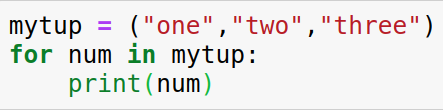 mytup = ("one","two","three")
for num in mytup:
    print(num)